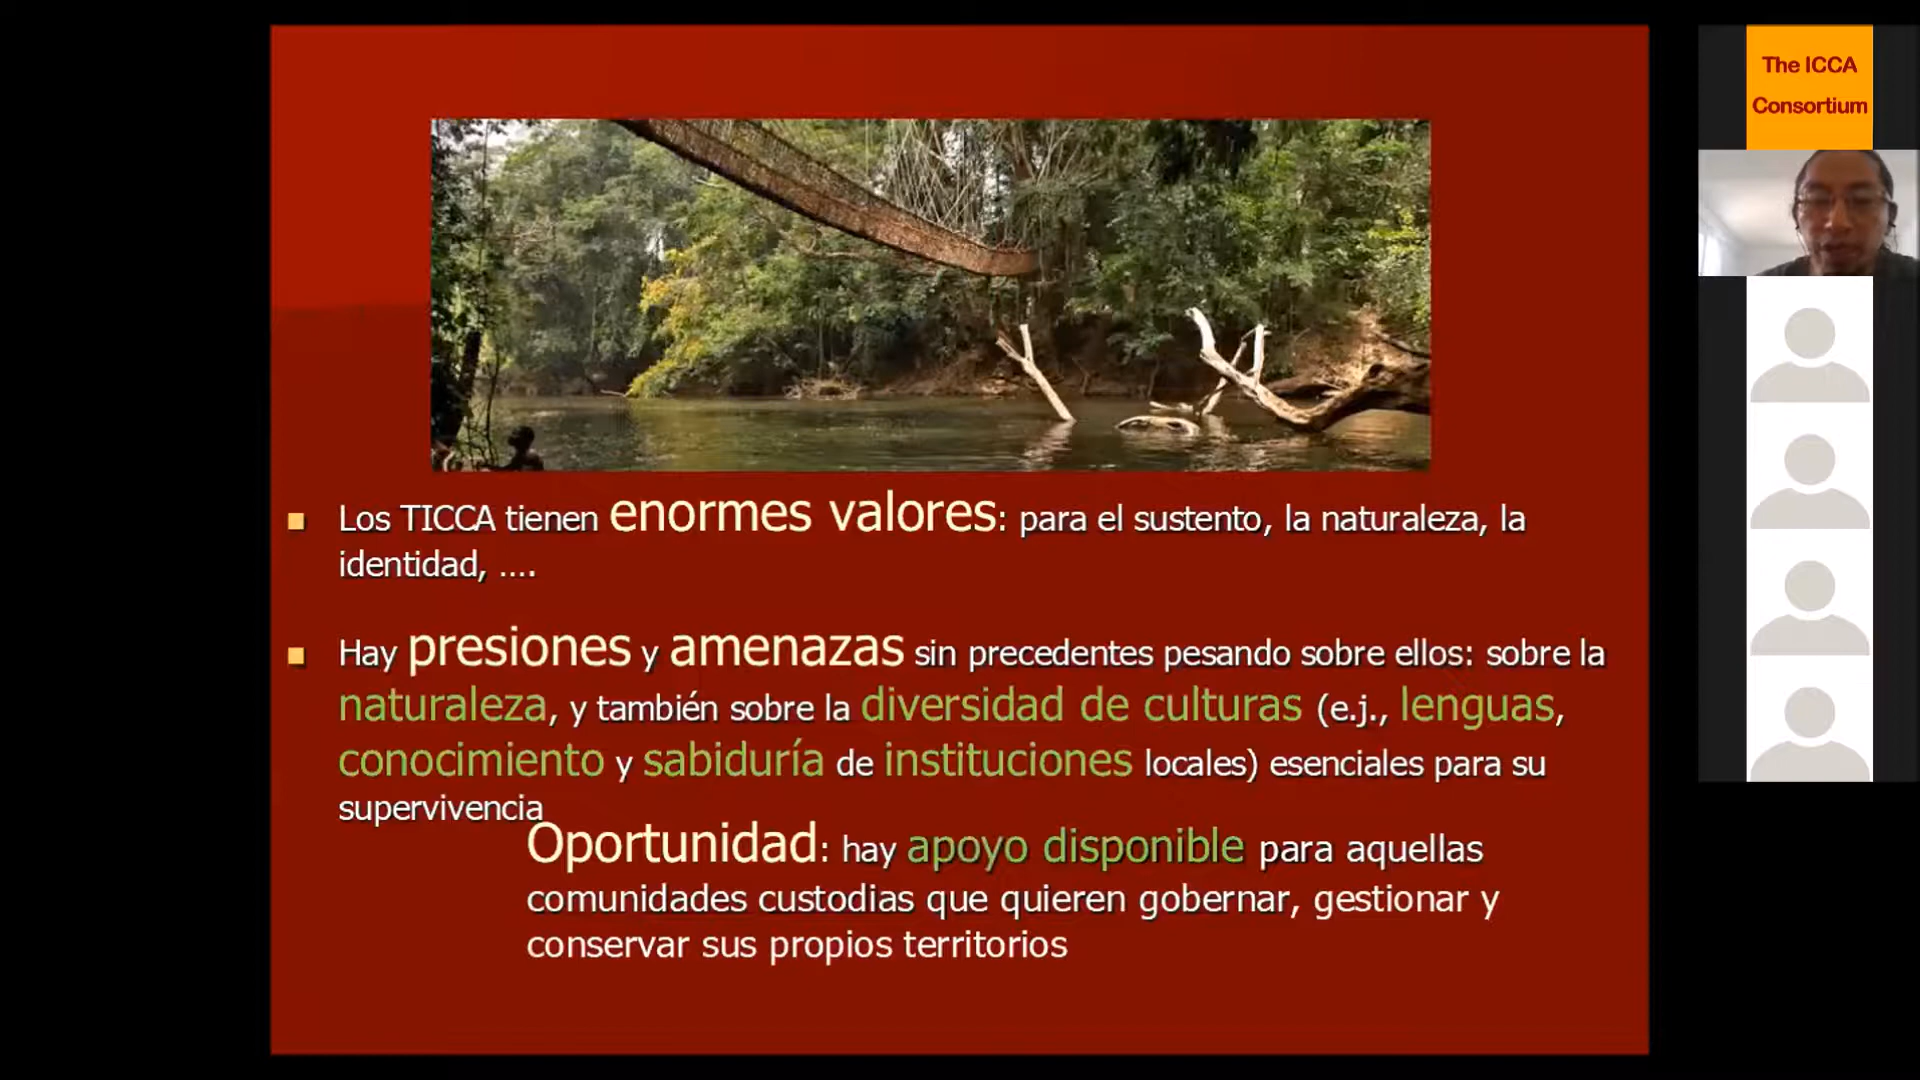 The ICCA
Consortium
Los TICCA tienen enormes valores: para el sustento, la naturaleza, la
identidad, ....
Hay presiones y amenazas sin precedentes pesando sobre ellos: sobre la
naturaleza, y también sobre la diversidad de culturas (e.j., lenguas,
conocimiento y sabiduría de instituciones locales) esenciales para su
supervivencia
Oportunidad: hay apoyo disponible para aquellas
comunidades custodias que quieren gobernar, gestionar y
conservar sus propios territorios